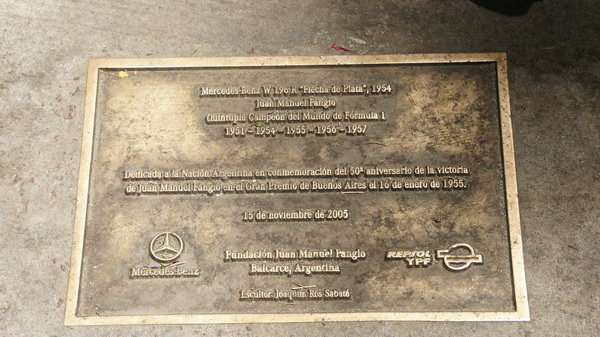 Mercedes-Benz W 196 R "Flecha de Plata", 1954
Juan Manuel Fangio
Quíntuple Campeón del Mundo de Fórmula 1
1951 - 1954 - 1955 - 1956 - 1957
Dedicada a la Nación Argentina en conmemoración del 50º aniversario de la victoria
de Juan Manuel Fangio en el Gran Premio de Buenos Aires el 16 de enero de 1955.
15 de noviembre de 2005
Mercedes-Benz
Fundación Juan Manuel Fangio
Balcarce, Argentina
REPSOL
YPF
Escultor: Joaquim Ros Sabaté